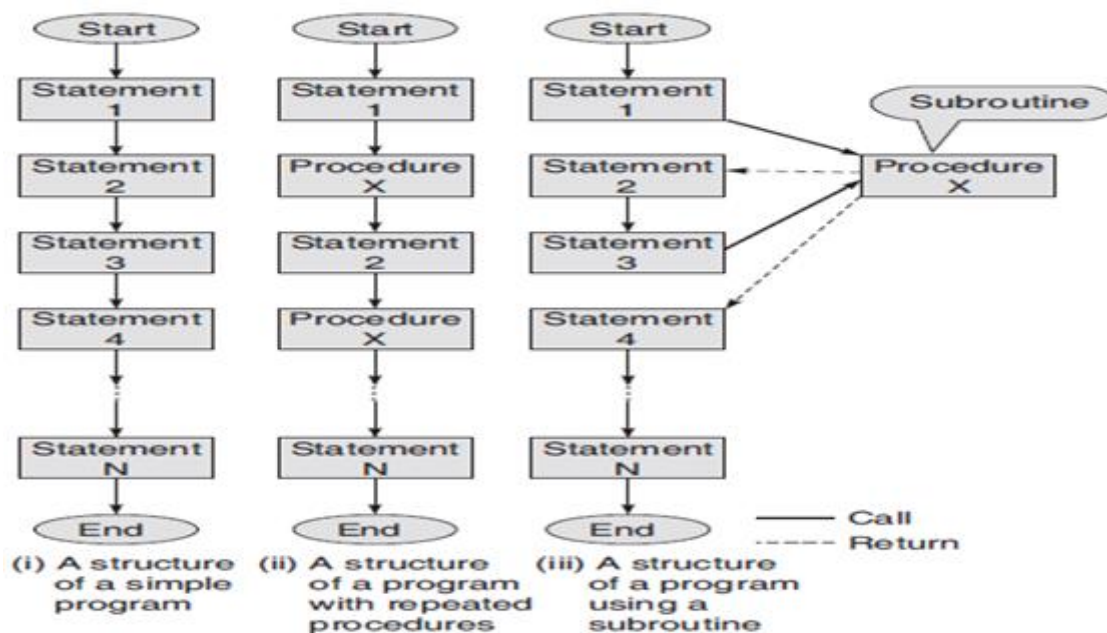 Start
Statement
1
Statement
2
Statement
3
Statement
4
Statement
N
End
(i) A structure
of a simple
program
Start
Statement
1
Procedure
X
Statement
2
Procedure
X
Statement
N
End
(ii) A structure
of a program
with repeated
procedures
Start
Statement
1
Statement
2
Statement
3
Statement
4
Statement
N
End
(iii) A structure
of a program
using a
subroutine
Subroutine
Procedure
X
Call
Return